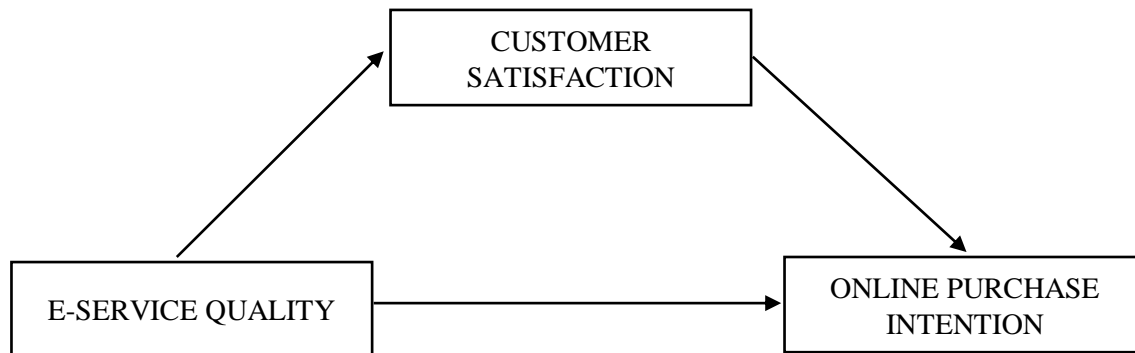 CUSTOMER
SATISFACTION
E-SERVICE QUALITY
ONLINE PURCHASE
INTENTION